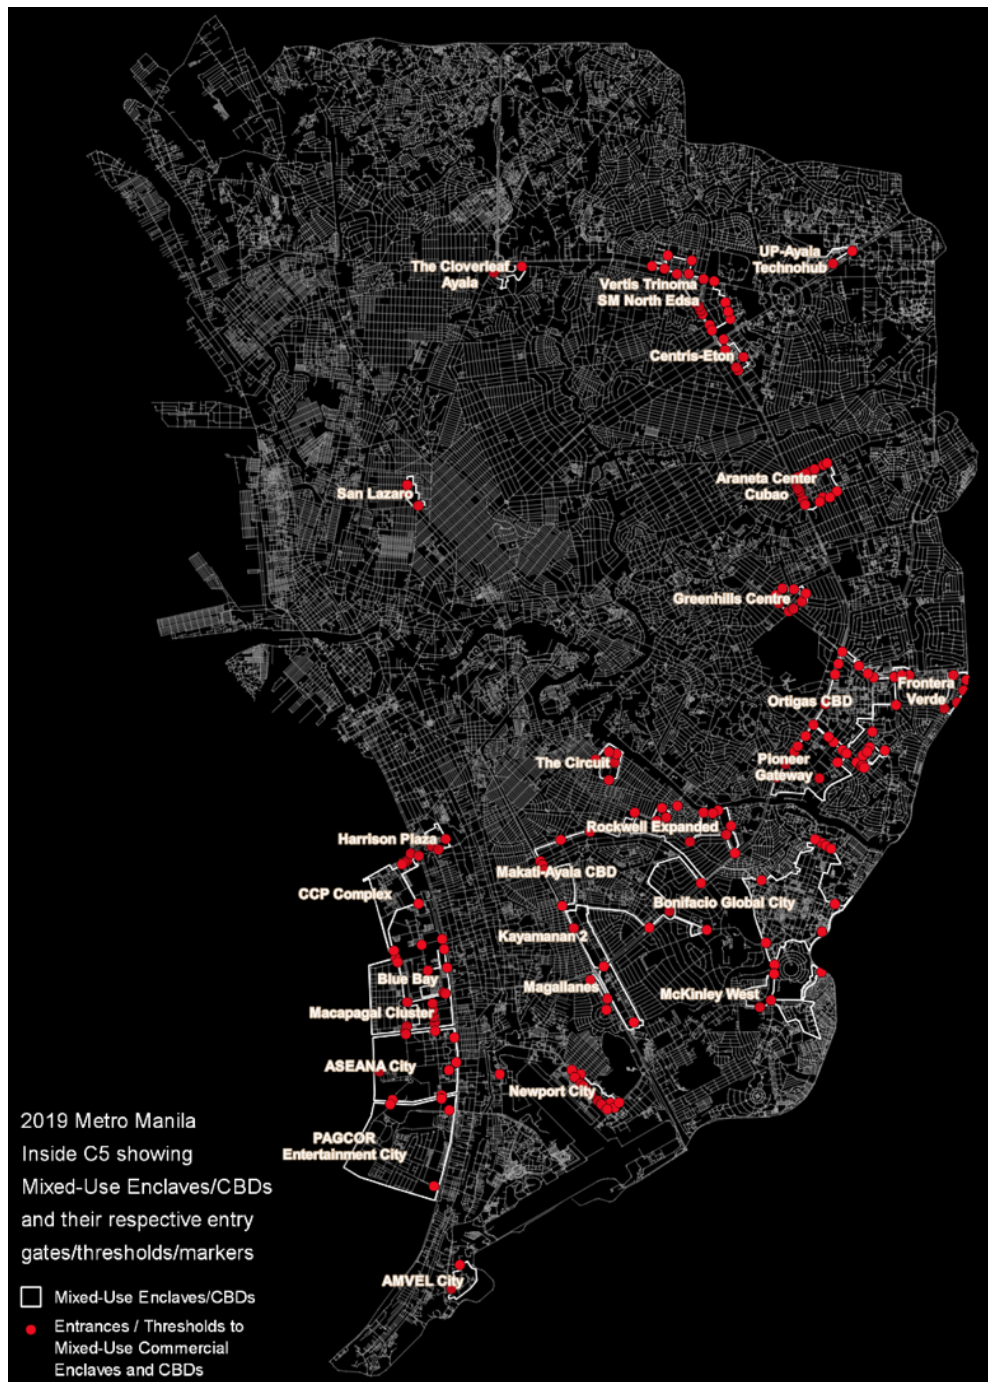 UP-Ayala
Technohub
The Cloverleaf
Ayala
Vertis Trinoma
SM North Edsa
Centris-Eton
Araneta Center
Cubao
San Lazaro
Greenhills Centre
Frontera
Verde
Ortigas CBD
The Circuit
Pioneer
Gateway
Rockwell Expanded
Harrison Plaza
Makati-Ayala CBD
CCP Complex
Bonifacio Global City
Kayamanan 2
Blue Bay
Magallanes
McKinley West
Macapagal Cluster
ASEANA City
Newport City
PAGCOR
Entertainment City
AMVEL City
2019 Metro Manila
Inside C5 showing
Mixed-Use Enclaves/CBDs
and their respective entry
gates/thresholds/markers
Mixed-Use Enclaves/CBDs
Entrances / Thresholds to
Mixed-Use Commercial
Enclaves and CBDs